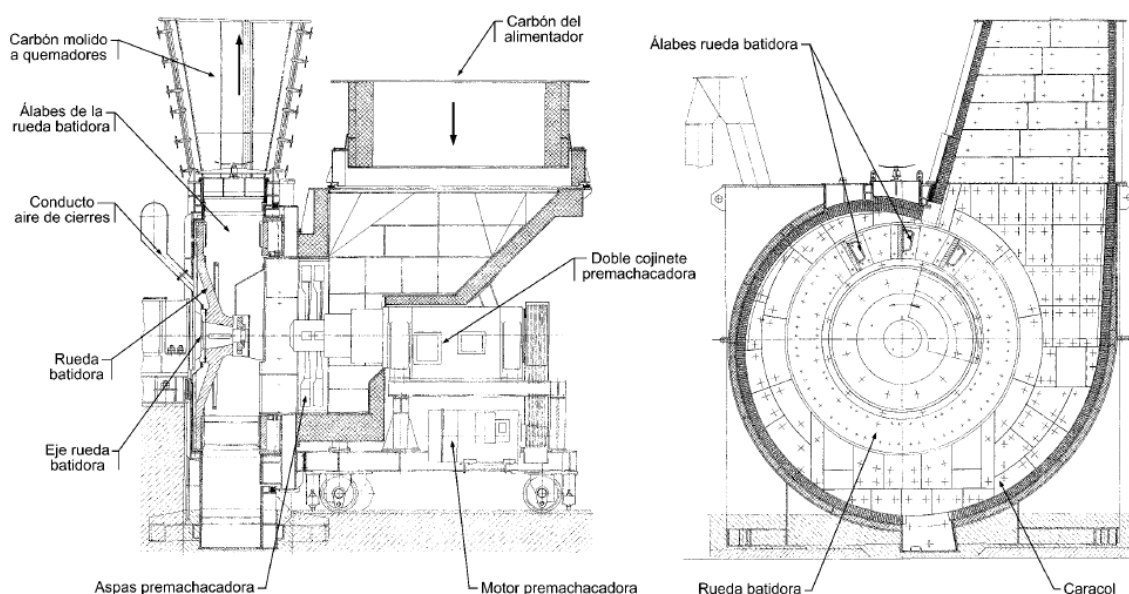 Carbón molido
a quemadores
Álabes de la
rueda batidora
Conducto
aire de cierres
Rueda
batidora
Eje rueda
batidora
Aspas premachacadora
Carbón del
alimentador
Doble cojinete
premachacadora
Motor premachacadora
Álabes rueda batidora
Rueda batidora
Caracol